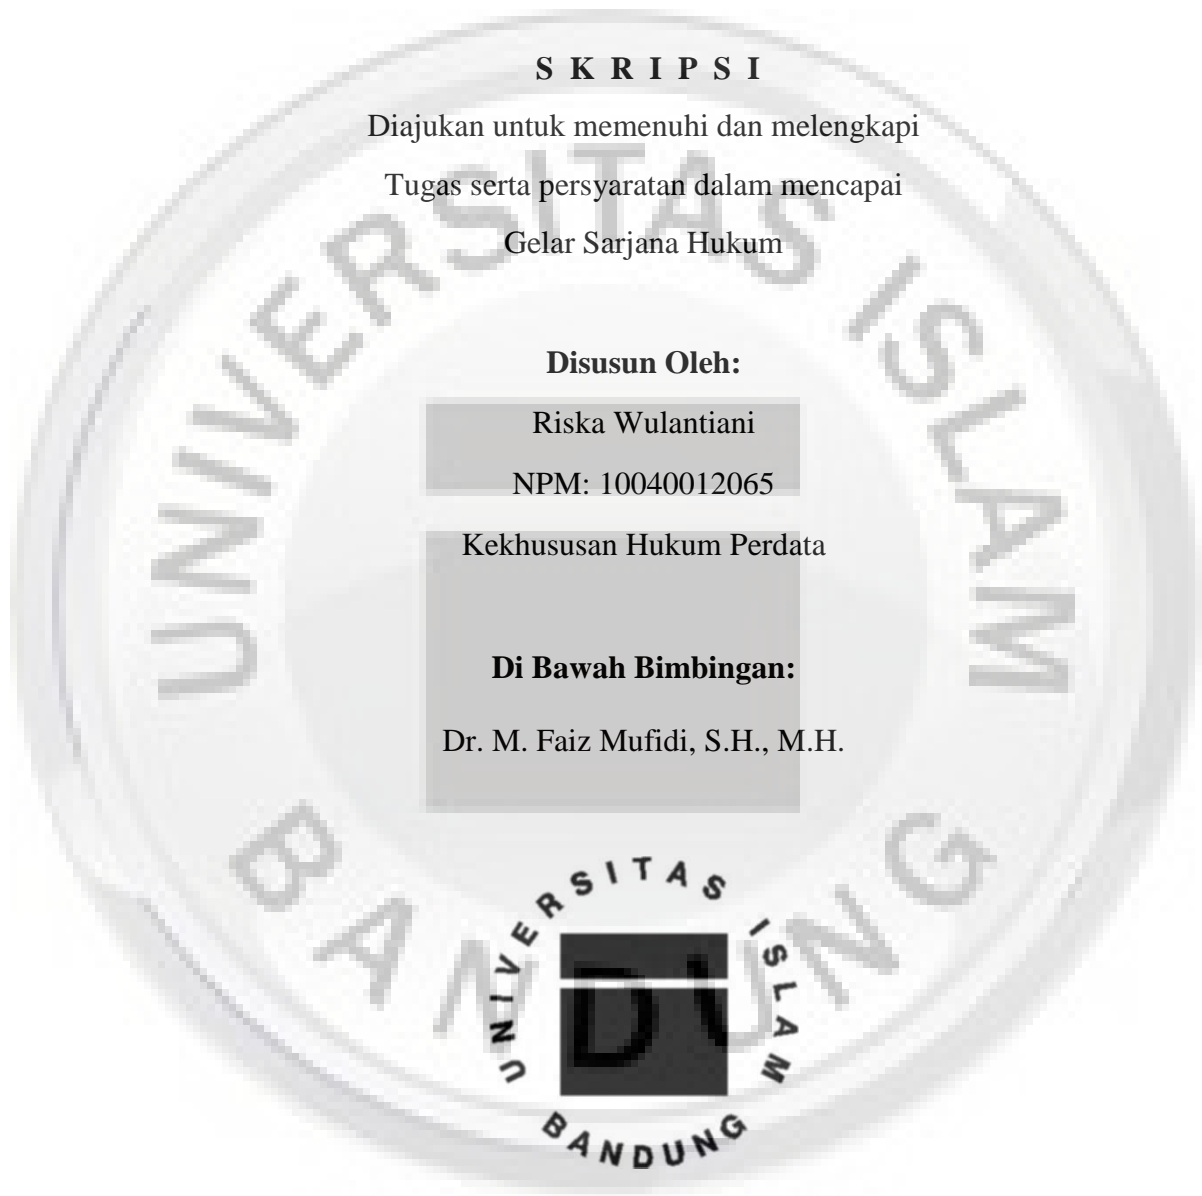 S K R I P S I
Diajukan untuk memenuhi dan melengkapi
Tugas serta persyaratan dalam mencapai
Gelar Sarjana Hukum
Disusun Oleh:
Riska Wulantiani
NPM: 10040012065
Kekhususan Hukum Perdata
Di Bawah Bimbingan:
Dr. M. Faiz Mufidi, S.H., M.H.
UNIVERSITAS ISLAM
BANDUNG
UNIVERSITAS ISLAM
BANDUNG